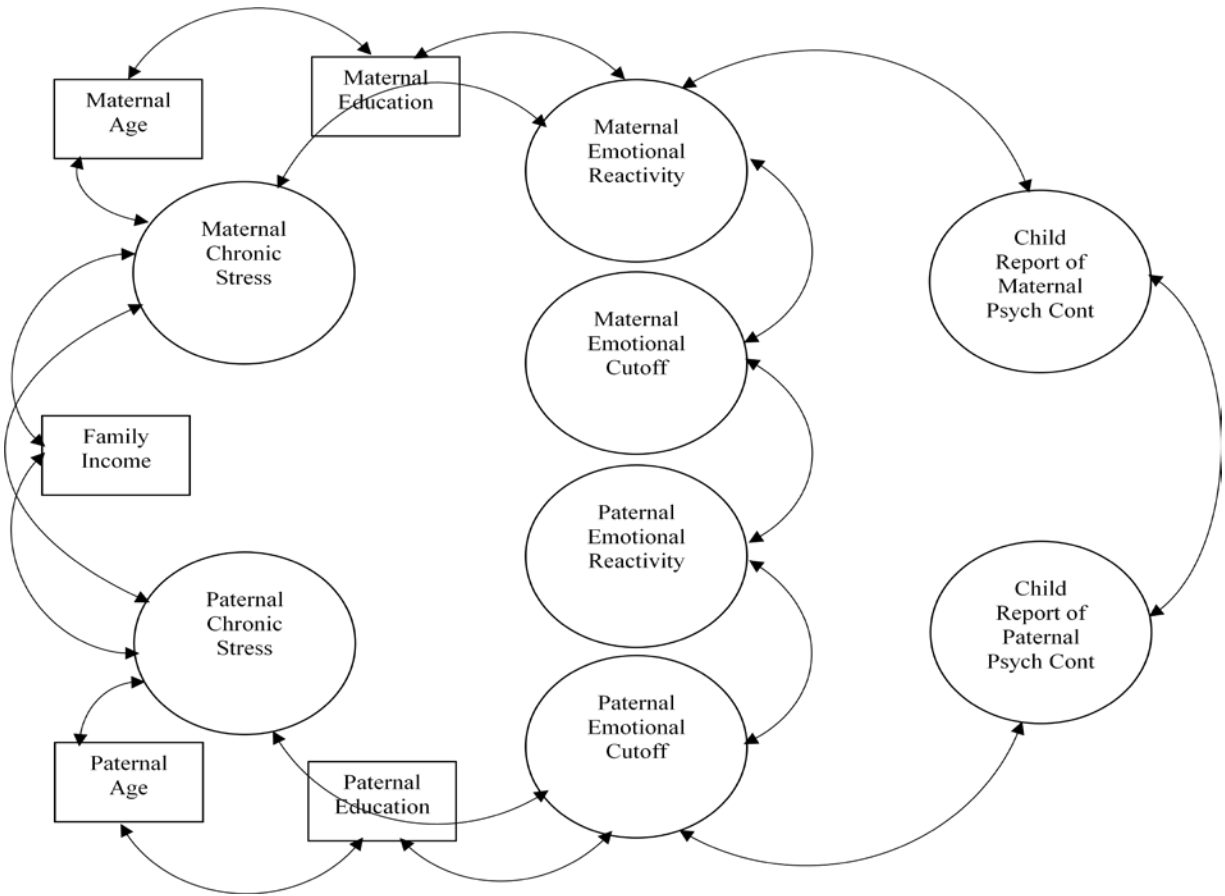 Maternal
Age
Maternal
Education
Maternal
Emotional
Reactivity
Maternal
Chronic
Stress
Child
Report of
Maternal
Psych Cont
Maternal
Emotional
Cutoff
Family
Income
Paternal
Emotional
Reactivity
Paternal
Chronic
Stress
Child
Report of
Paternal
Psych Cont
Paternal
Emotional
Cutoff
Paternal
Age
Paternal
Education